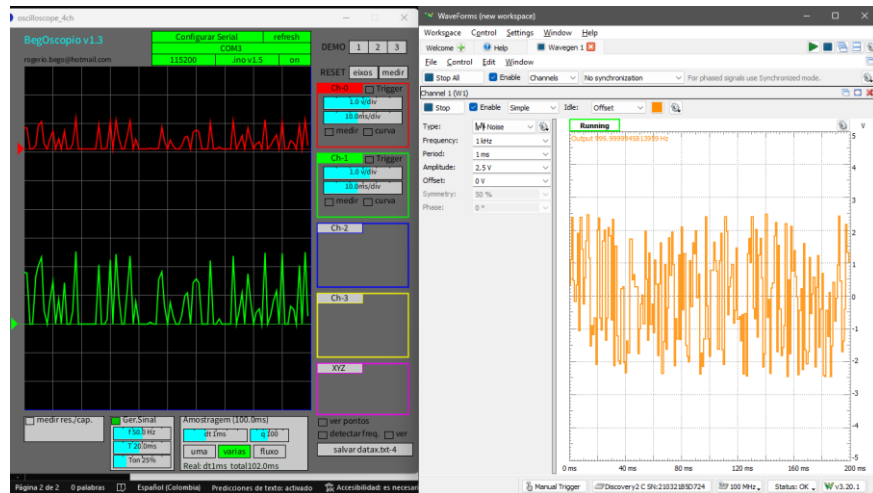 oscilloscope_4ch
BegOscopio v1.3
rogerio.bego@hotmail.com
Configurar Serial
refresh
COM3
115200
.ino v1.5
on
DEMO
1
2
3
RESET
eixos
medir
Ch-0
Trigger
1.0 v/div
10.0ms/div
medir
curva
Ch-1
Trigger
1.0 v/div
10.0ms/div
medir
curva
Ch-2
Ch-3
XYZ
medir res./cap.
Ger.Sinal
f 50.0 Hz
T 20.0ms
Ton 25%
Amostragem (100.0ms)
dt 1ms
q 100
uma
varias
fluxo
Real: dt1ms total102.0ms
ver pontos
detectar freq.
ver
salvar datax.txt-4
Página 2 de 2
0 palabras
Español (Colombia)
Predicciones de texto: activado
Accesibilidad: es necesar
WaveForms (new workspace)
Workspace Control Settings Window Help
Welcome
Help
Wavegen 1
File Control Edit Window
Stop All
Enable
Channels
No synchronization
For phased signals use Synchronized mode.
Channel 1 (W1)
Stop
Enable
Simple
Idle:
Offset
Type:
Noise
Frequency:
1 kHz
Period:
1 ms
Amplitude:
2.5 V
Offset:
0 V
Symmetry:
50 %
Phase:
0 °
Running
V
5
4
3
2
1
0
-1
-2
-3
-4
-5
0 ms
40 ms
80 ms
120 ms
160 ms
200 ms
Manual Trigger
Discovery2 C SN:210321B5D724
100 MHz
Status: OK
v3.20.1